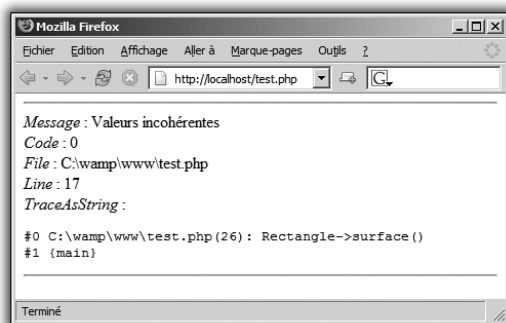 Mozilla Firefox
Fichier Edition Affichage Aller à Marque-pages Outils ?
http://localhost/test.php G
Message : Valeurs incohérentes
Code : 0
File : C:\wamp\www\test.php
Line : 17
TraceAsString :
#0 C:\wamp\www\test.php(26): Rectangle->surface()
#1 {main}
Terminé